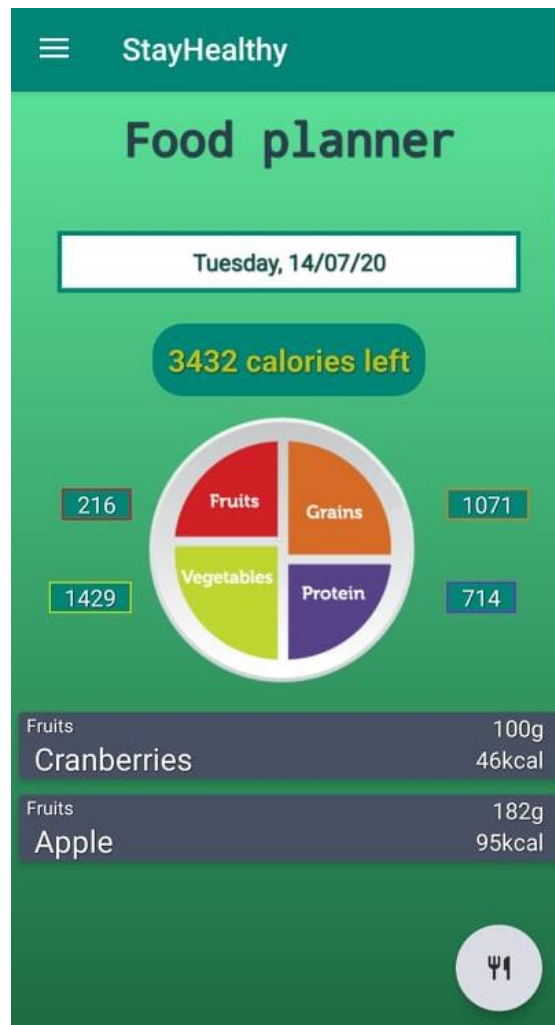 StayHealthy
Food planner
Tuesday, 14/07/20
3432 calories left
216
Fruits
Grains
1071
1429
Vegetables
Protein
714
Fruits
100g
Cranberries
46kcal
Fruits
182g
Apple
95kcal